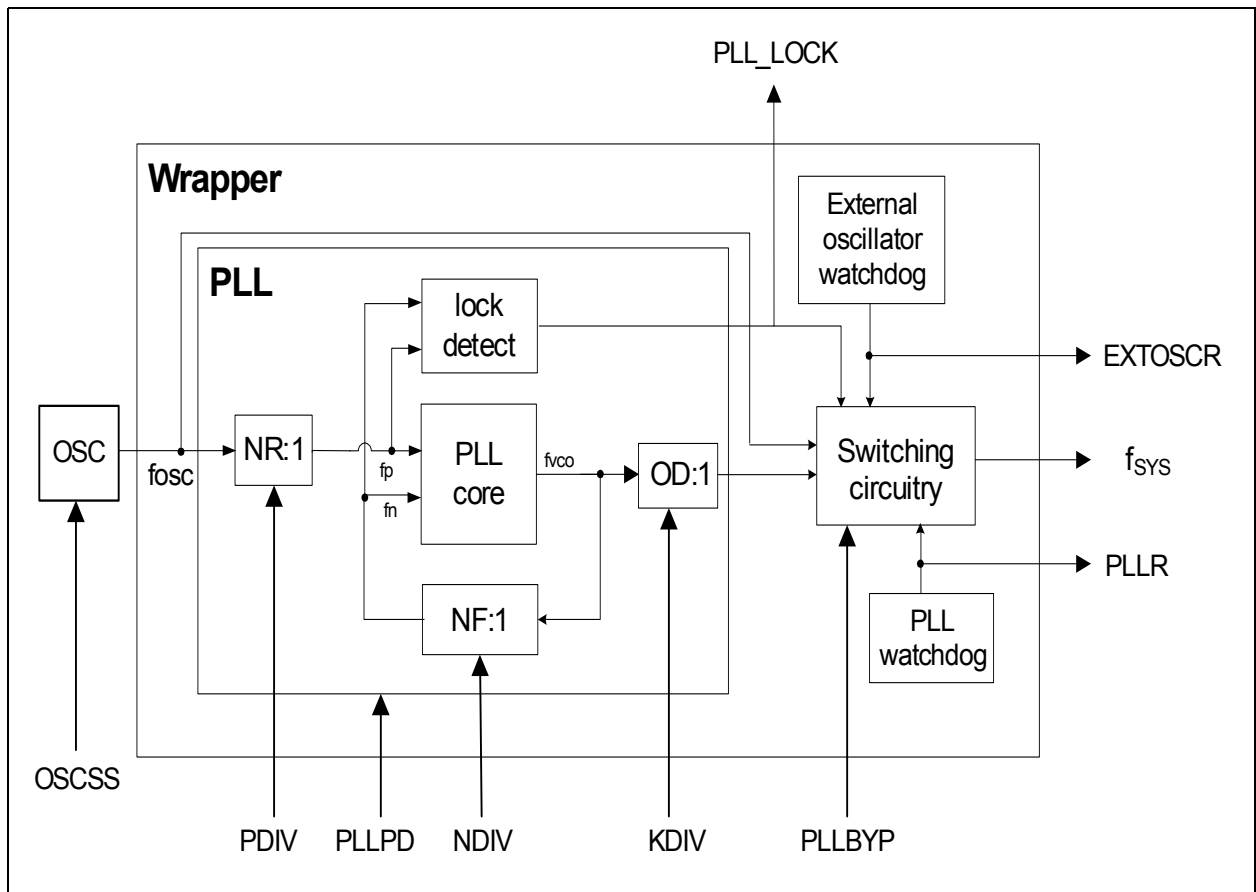 PLL_LOCK
Wrapper
External
oscillator
watchdog
PLL
lock
detect
EXTOSCR
OSC
fosc
NR:1
fp
fn
PLL
core
fvco
OD:1
Switching
circuitry
fSYS
PLLR
NF:1
PLL
watchdog
OSCSS
PDIV
PLLPD
NDIV
KDIV
PLLBYP